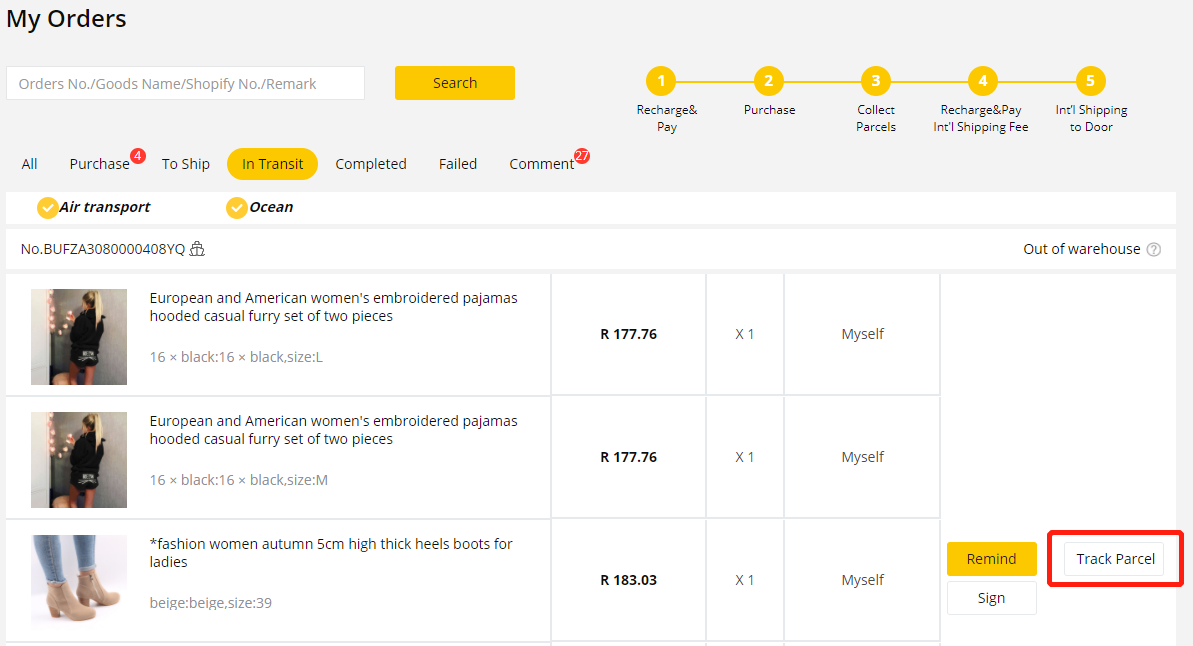 My Orders
Orders No./Goods Name/Shopify No./Remark
Search
1
2
3
4
5
Recharge&
Pay
Purchase
Collect
Parcels
Recharge&Pay
Int'l Shipping Fee
Int'l Shipping
to Door
All
Purchase 4
To Ship
In Transit
Completed
Failed
Comment 27
Air transport
Ocean
No.BUFZA3080000408YQ
Out of warehouse ?
European and American women's embroidered pajamas
hooded casual furry set of two pieces
16 × black:16 × black,size:L
R 177.76
X 1
Myself
European and American women's embroidered pajamas
hooded casual furry set of two pieces
16 × black:16 × black,size:M
R 177.76
X 1
Myself
*fashion women autumn 5cm high thick heels boots for
ladies
beige:beige,size:39
R 183.03
X 1
Myself
Remind
Track Parcel
Sign